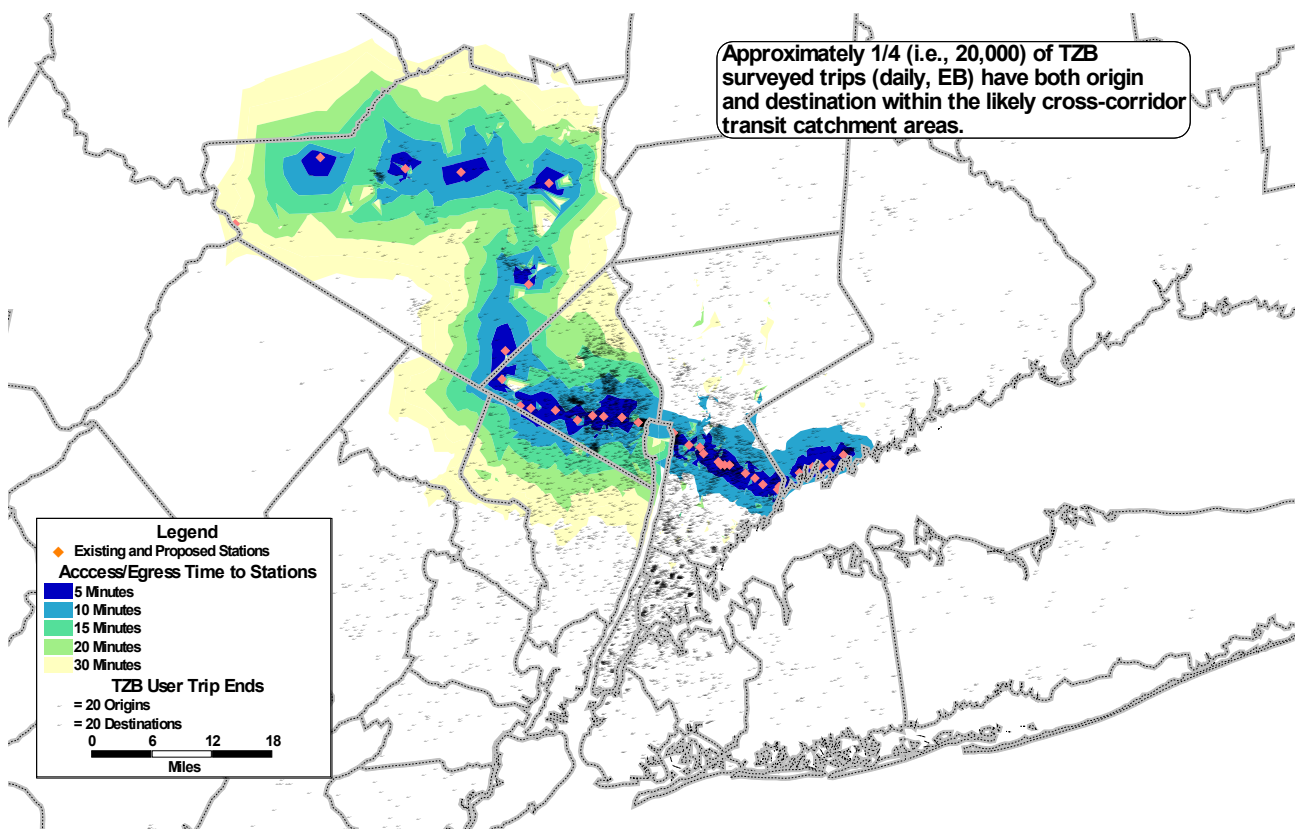 Approximately 1/4 (i.e., 20,000) of TZB
surveyed trips (daily, EB) have both origin
and destination within the likely cross-corridor
transit catchment areas.
Legend
Existing and Proposed Stations
Acccess/Egress Time to Stations
5 Minutes
10 Minutes
15 Minutes
20 Minutes
30 Minutes
TZB User Trip Ends
= 20 Origins
= 20 Destinations
0 6 12 18
Miles